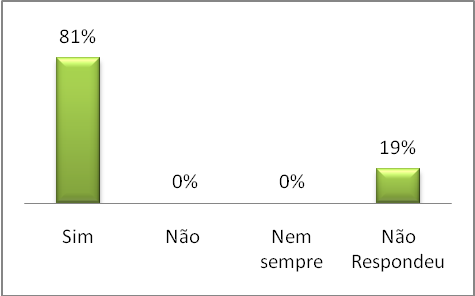 81%
0%
0%
19%
Sim
Não
Nem
sempre
Não
Respondeu